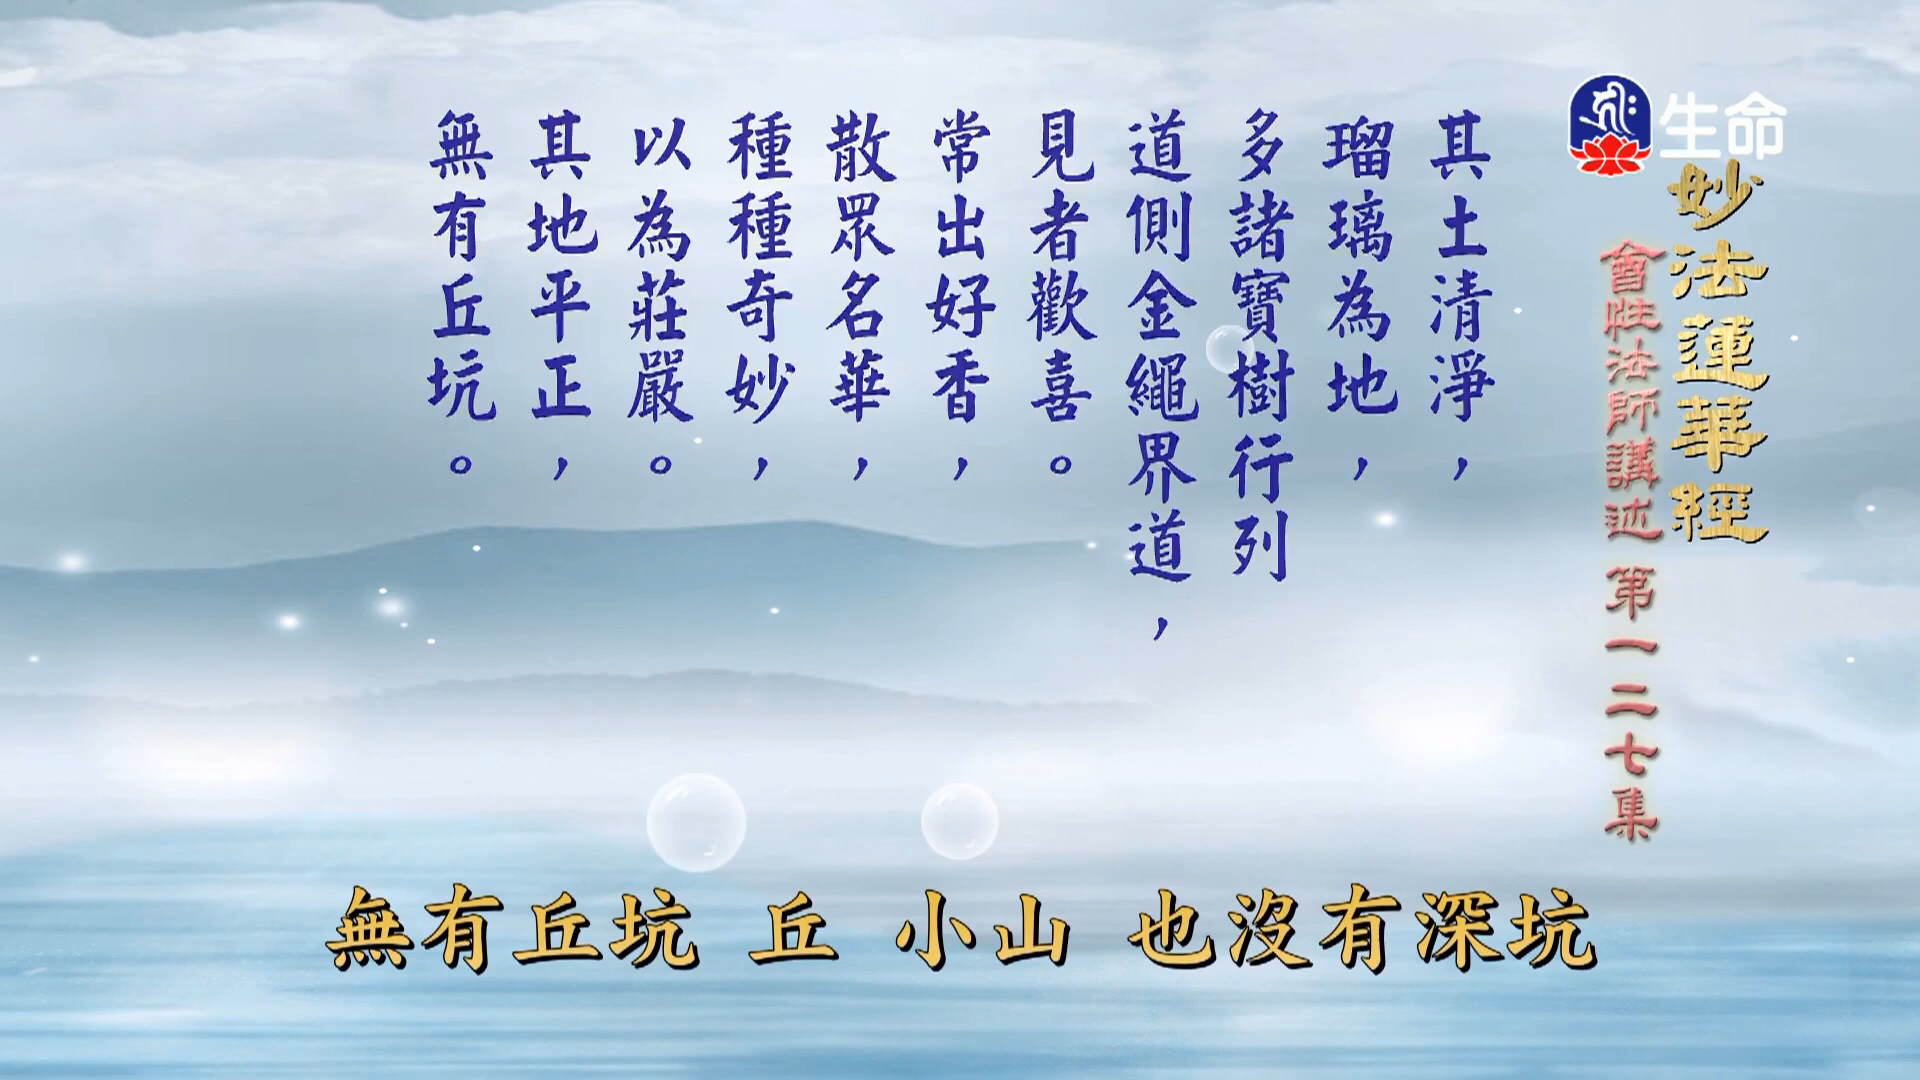 生命
妙法蓮華經
會性法師講述 第一二七集
其土清淨，
瑠璃為地，
多諸寶樹行列
道側金繩界道，
見者歡喜。
常出好香，
散眾名華，
種種奇妙，
以為莊嚴。
其地平正，
無有丘坑。
無有丘坑 丘 小山 也沒有深坑